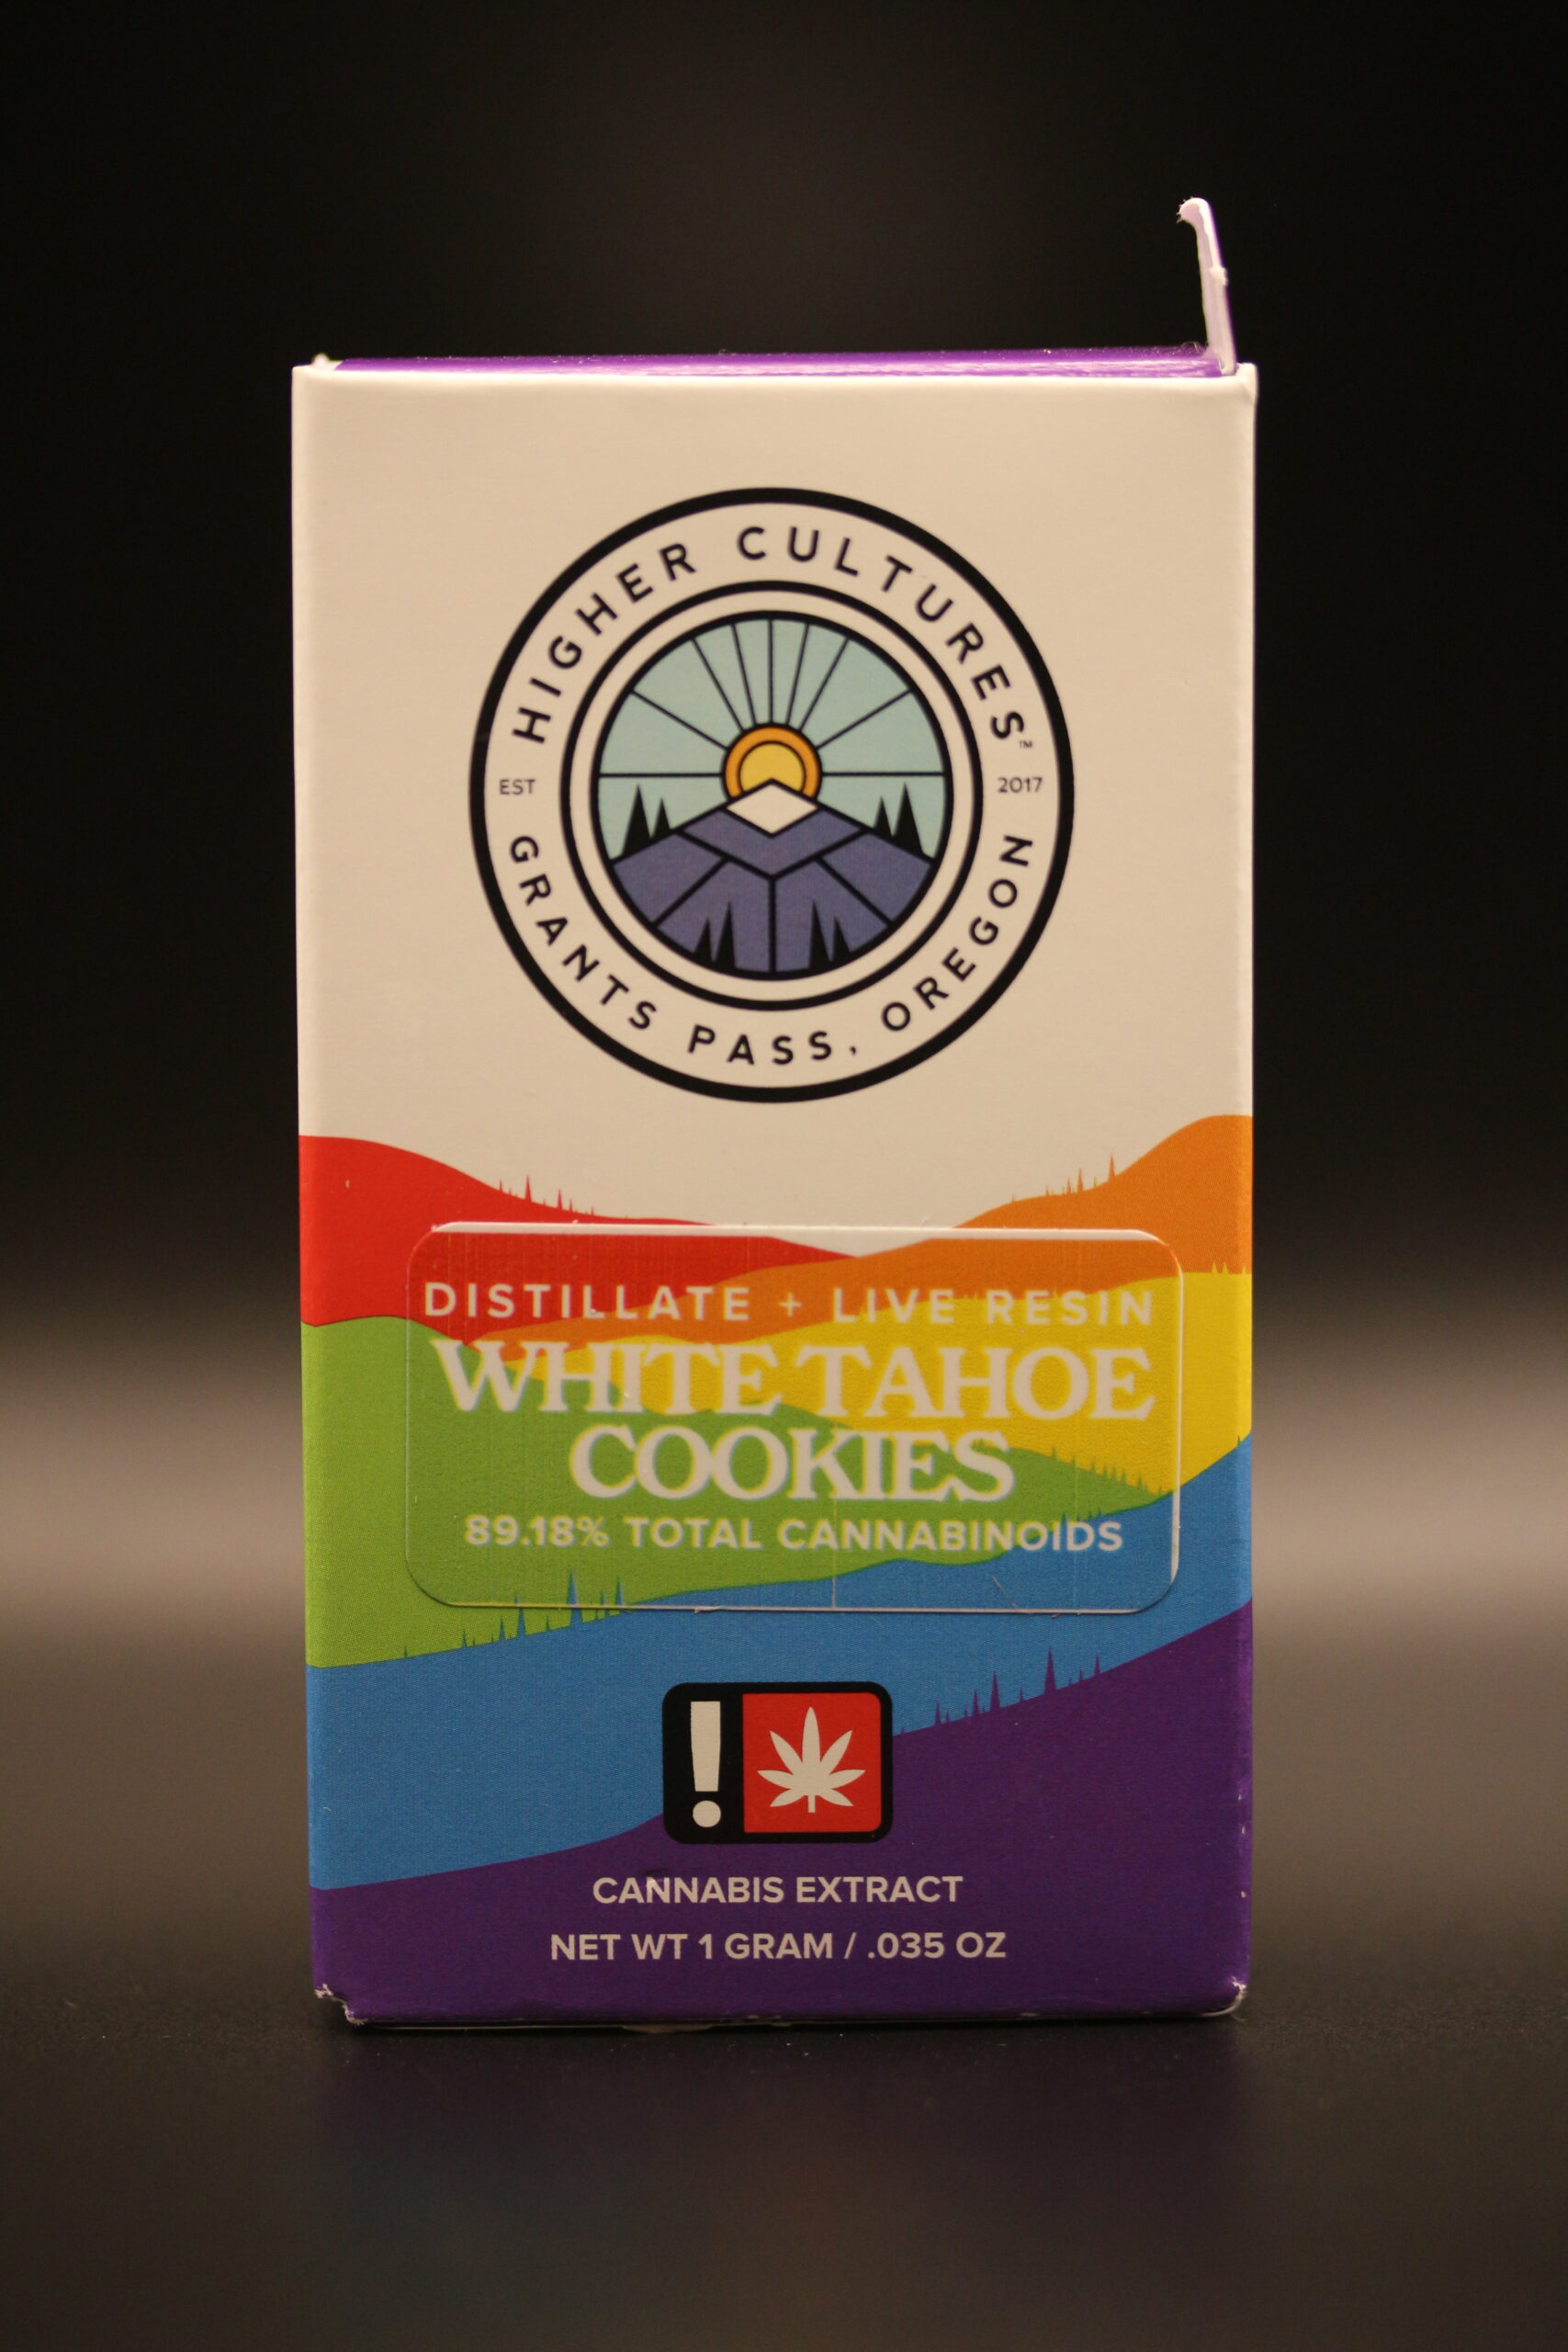 HIGHER CULTURES™
EST 2017
GRANTS PASS, OREGON
DISTILLATE + LIVE RESIN
WHITE TAHOE
COOKIES
89.18% TOTAL CANNABINOIDS
!
CANNABIS EXTRACT
NET WT 1 GRAM / .035 OZ